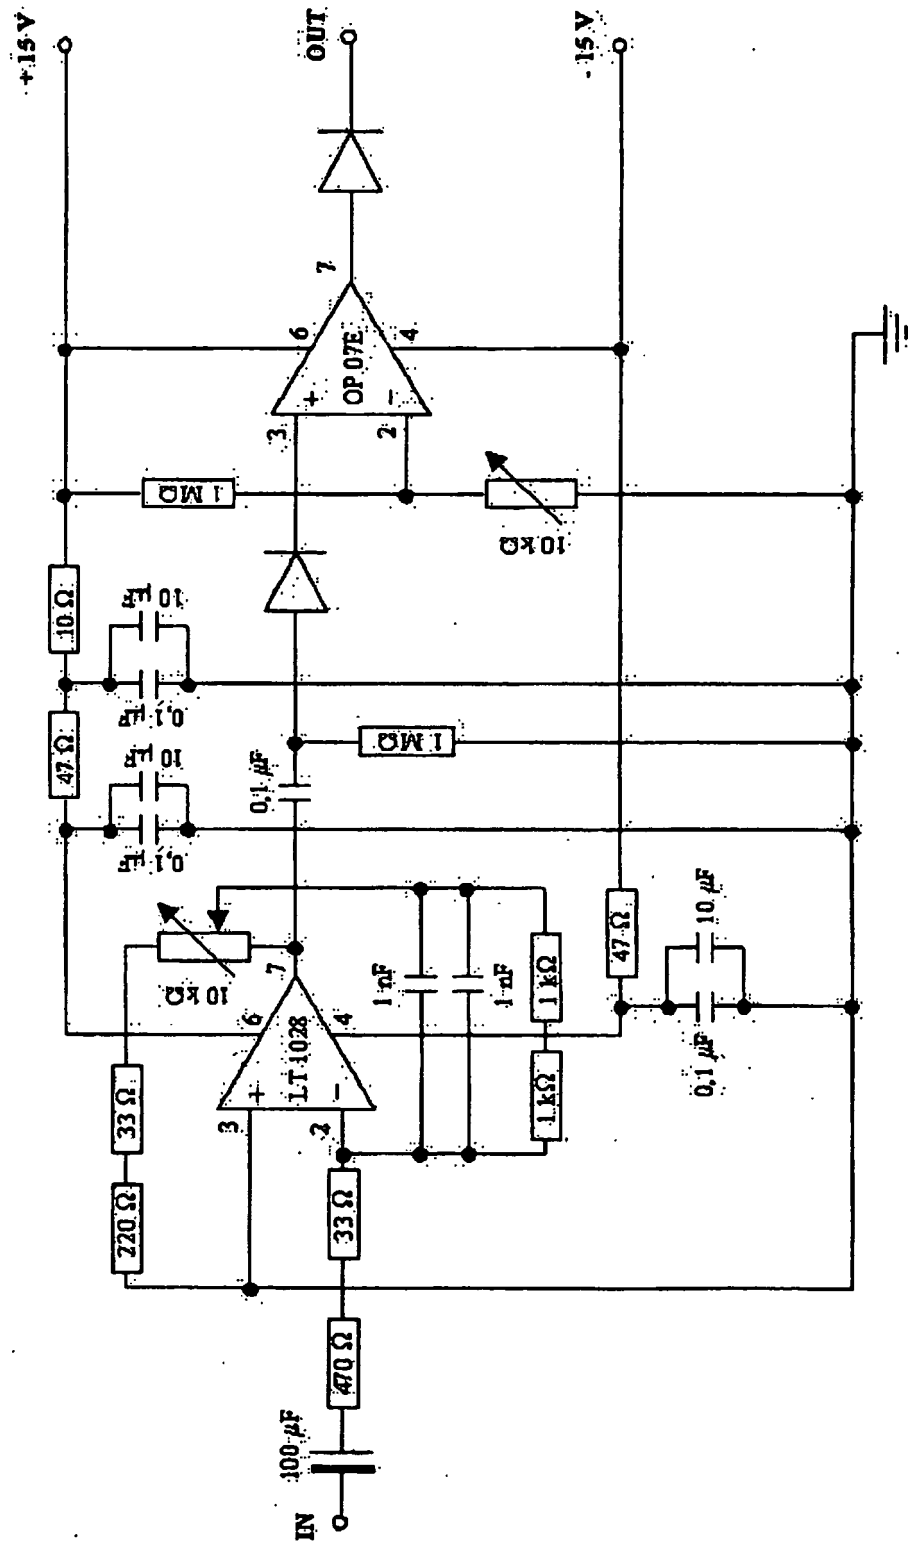 +15 V
OUT
-15 V
7
6
4
OP 07E
+
-
3
2
1 MΩ
10 kΩ
10 Ω
10 µF
0,1 µF
47 Ω
10 µF
0,1 µF
1 MΩ
0,1 µF
10 kΩ
7
6
4
LT 1028
+
-
3
2
1 nF
1 nF
1 kΩ
1 kΩ
47 Ω
10 µF
0,1 µF
33 Ω
220 Ω
33 Ω
470 Ω
100 µF
IN